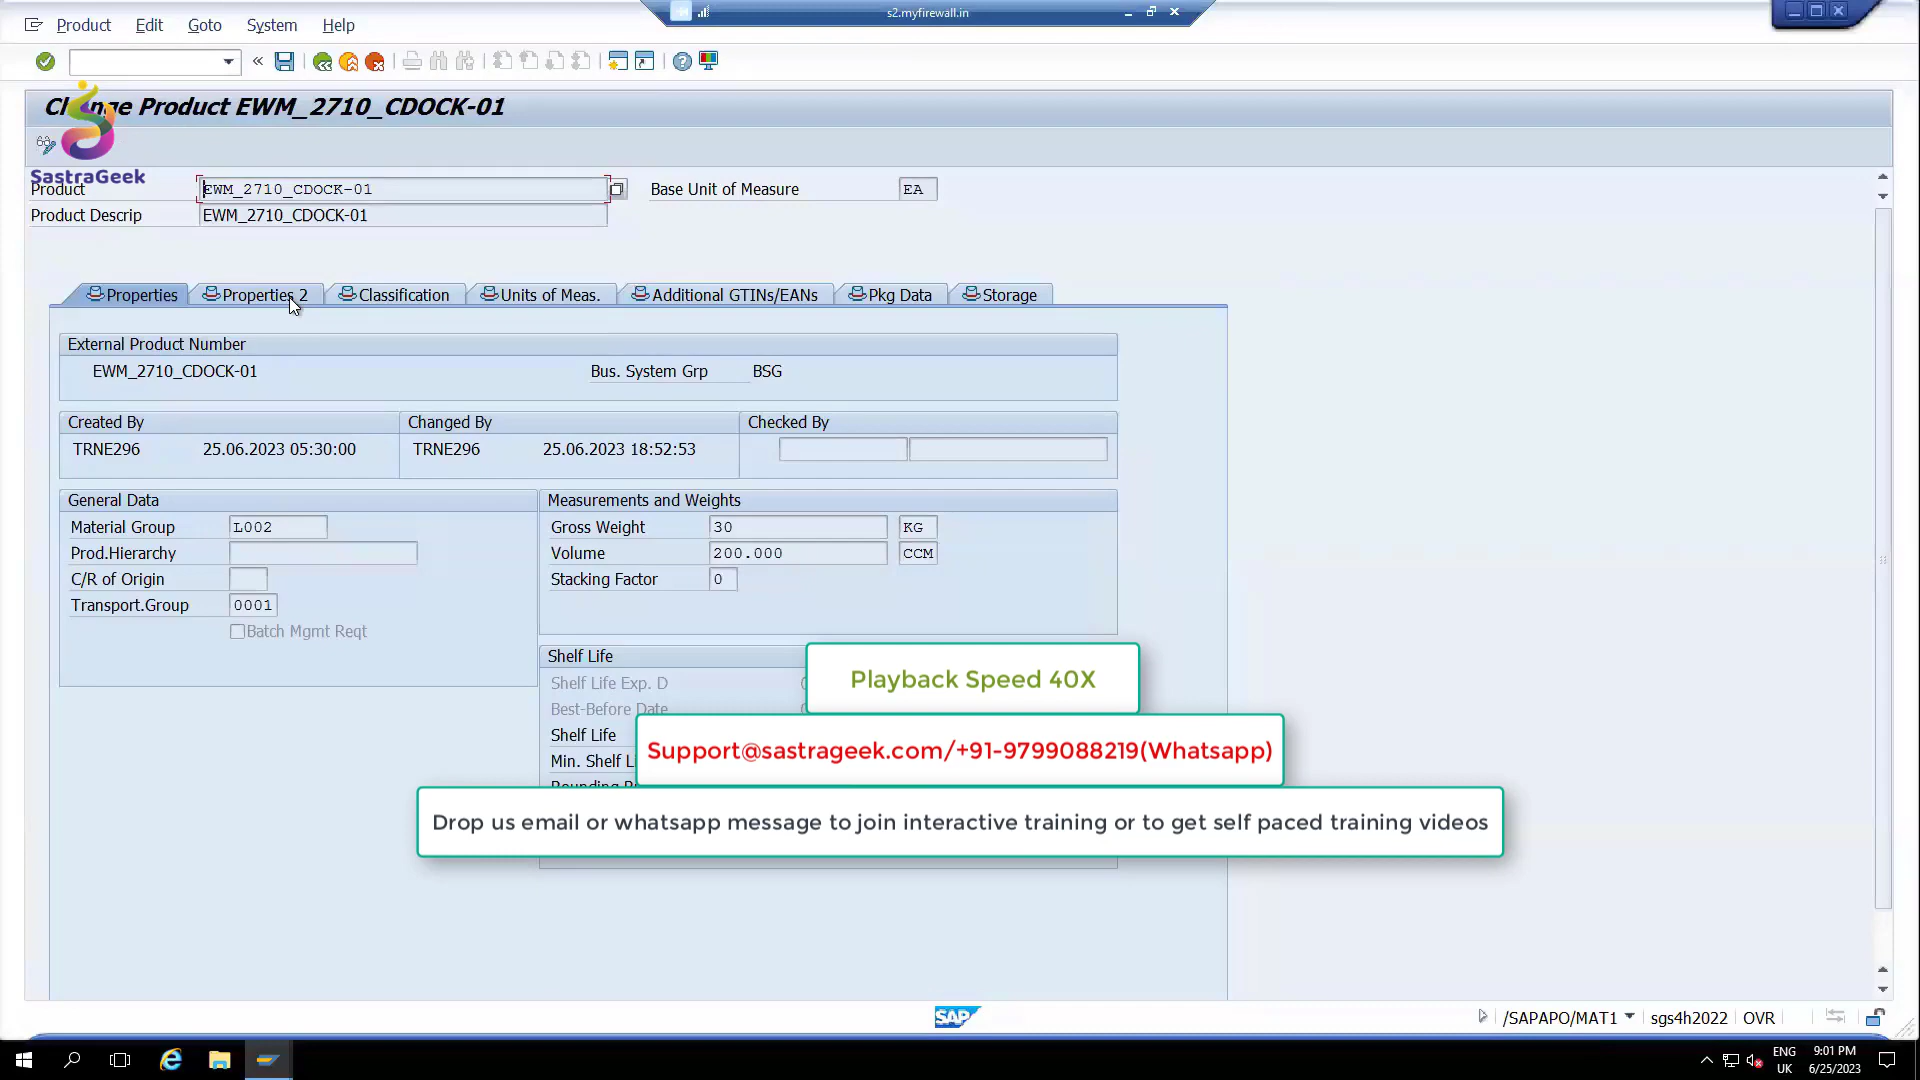 s2.myfirewall.in
Product Edit Goto System Help
Change Product EWM_2710_CDOCK-01
SastraGeek
Product EWM_2710_CDOCK-01 Base Unit of Measure EA
Product Descrip EWM_2710_CDOCK-01
Properties Properties 2 Classification Units of Meas. Additional GTINs/EANs Pkg Data Storage
External Product Number
EWM_2710_CDOCK-01 Bus. System Grp BSG
Created By Changed By Checked By
TRNE296 25.06.2023 05:30:00 TRNE296 25.06.2023 18:52:53
General Data Measurements and Weights
Material Group L002 Gross Weight 30 KG
Prod.Hierarchy Volume 200.000 CCM
C/R of Origin Stacking Factor 0
Transport.Group 0001
Batch Mgmt Reqt
Shelf Life
Shelf Life Exp. D
Best-Before Date
Shelf Life
Min. Shelf
Playback Speed 40X
Support@sastrageek.com/+91-9799088219(Whatsapp)
Drop us email or whatsapp message to join interactive training or to get self paced training videos
SAP /SAPAPO/MAT1 sgs4h2022 OVR
ENG 9:01 PM
UK 6/25/2023